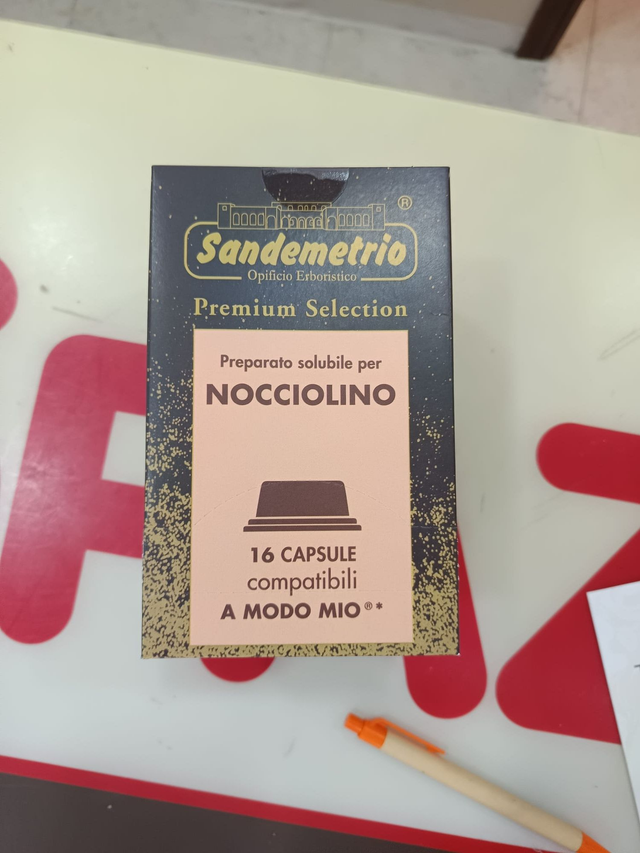 Sandemetrio ®
Opificio Erboristico
Premium Selection
Preparato solubile per
NOCCIOLINO
16 CAPSULE
compatibili
A MODO MIO®*